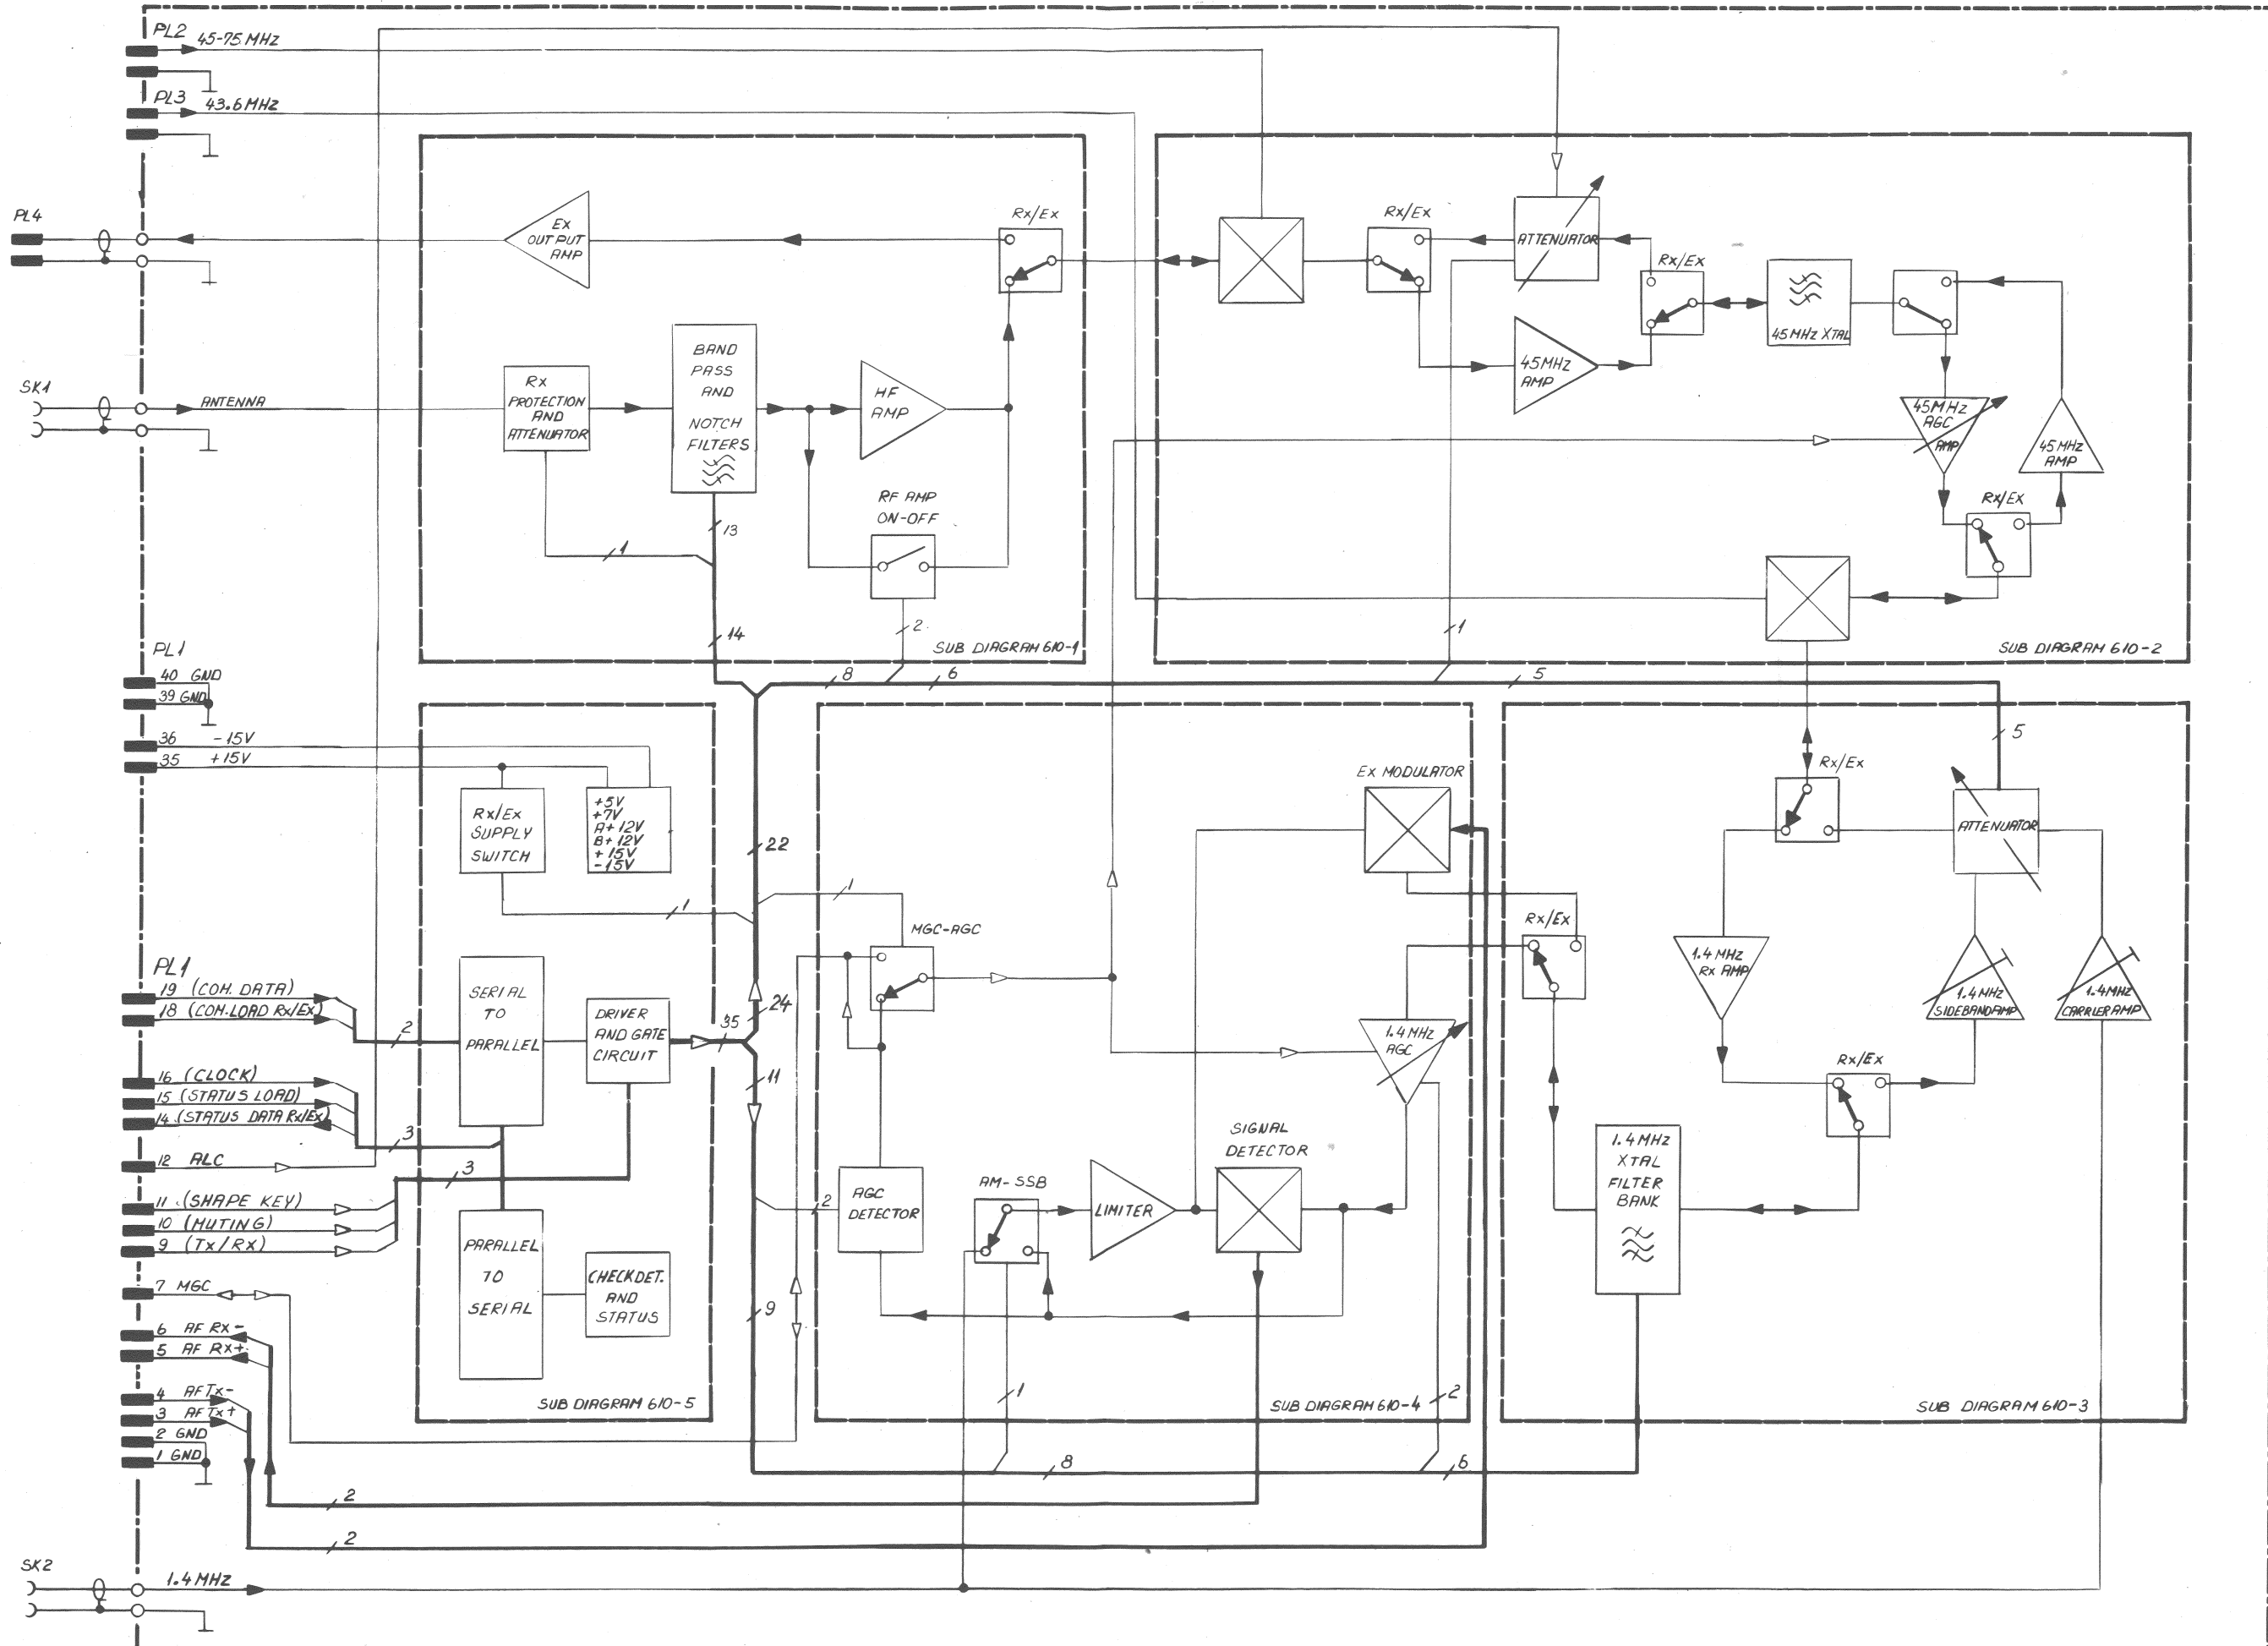 PL2
45-75 MHz
PL3
43.6 MHz
PL4
SK1
ANTENNA
Ex
OUTPUT
AMP
Rx/Ex
Rx
PROTECTION
AND
ATTENUATOR
BAND
PASS
AND
NOTCH
FILTERS
HF
AMP
RF AMP
ON-OFF
13
1
14
2
SUB DIAGRAM 610-1
Rx/Ex
ATTENUATOR
Rx/Ex
45MHz
AMP
45MHz XTAL
45MHz
AGC
AMP
45 MHz
AMP
Rx/Ex
1
SUB DIAGRAM 610-2
8
6
5
PL1
40 GND
39 GND
36 -15V
35 +15V
Rx/Ex
SUPPLY
SWITCH
+5V
+7V
A+12V
B+12V
+15V
-15V
1
22
PL1
19 (COM. DATA)
18 (COM.LOAD Rx/Ex)
2
16 (CLOCK)
15 (STATUS LOAD)
14 (STATUS DATA Rx/Ex)
3
12 ALC
3
11 (SHAPE KEY)
10 (MUTING)
9 (Tx/Rx)
7 MGC
6 AF RX-
5 AF RX+
4 AF Tx-
3 AF Tx+
2 GND
1 GND
SERIAL
TO
PARALLEL
DRIVER
AND GATE
CIRCUIT
35
24
11
PARALLEL
TO
SERIAL
CHECK DET.
AND
STATUS
9
SUB DIAGRAM 610-5
1
MGC-AGC
Ex MODULATOR
1.4 MHz
AGC
SIGNAL
DETECTOR
AGC
DETECTOR
2
AM-SSB
LIMITER
1
2
SUB DIAGRAM 610-4
5
Rx/Ex
ATTENUATOR
Rx/Ex
1.4 MHz
Rx AMP
1.4 MHz
SIDEBAND AMP
1.4 MHz
CARRIER AMP
Rx/Ex
1.4 MHz
XTAL
FILTER
BANK
SUB DIAGRAM 610-3
8
6
2
2
SK2
1.4 MHz